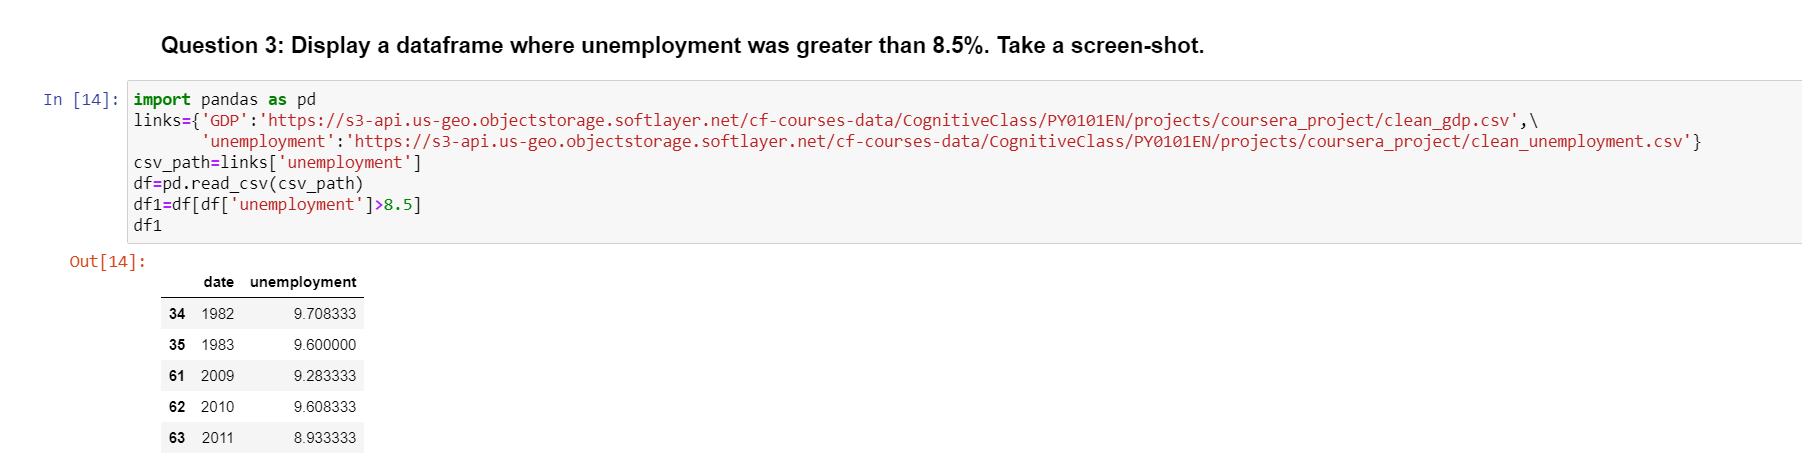 Question 3: Display a dataframe where unemployment was greater than 8.5%. Take a screen-shot.
In [14]: import pandas as pd
links={'GDP':'https://s3-api.us-geo.objectstorage.softlayer.net/cf-courses-data/CognitiveClass/PY0101EN/projects/coursera_project/clean_gdp.csv',\
'unemployment':'https://s3-api.us-geo.objectstorage.softlayer.net/cf-courses-data/CognitiveClass/PY0101EN/projects/coursera_project/clean_unemployment.csv'}
csv_path=links['unemployment']
df=pd.read_csv(csv_path)
df1=df[df['unemployment']>8.5]
df1
Out[14]:
date unemployment
34 1982 9.708333
35 1983 9.600000
61 2009 9.283333
62 2010 9.608333
63 2011 8.933333